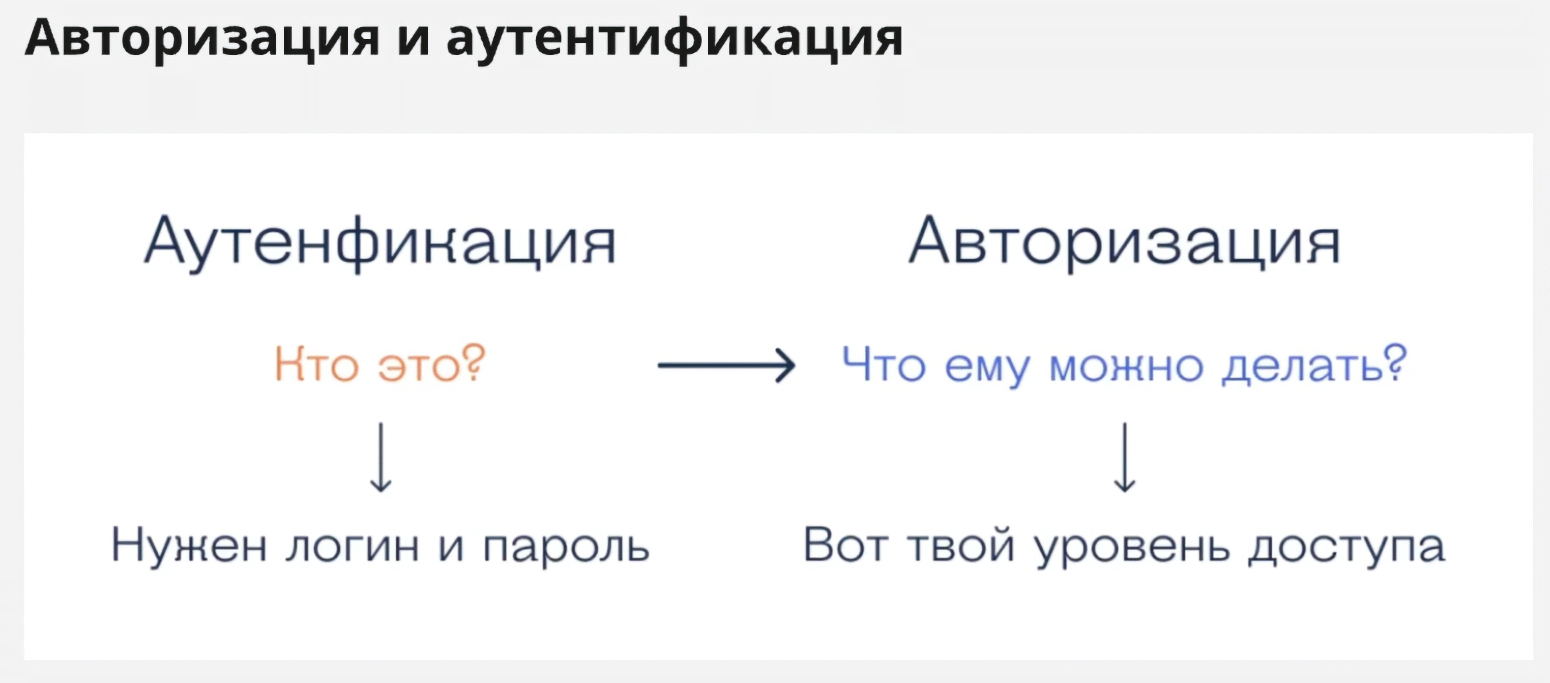 Авторизация и аутентификация
Аутенфикация
Авторизация
Кто это?
Что ему можно делать?
Нужен логин и пароль
Вот твой уровень доступа